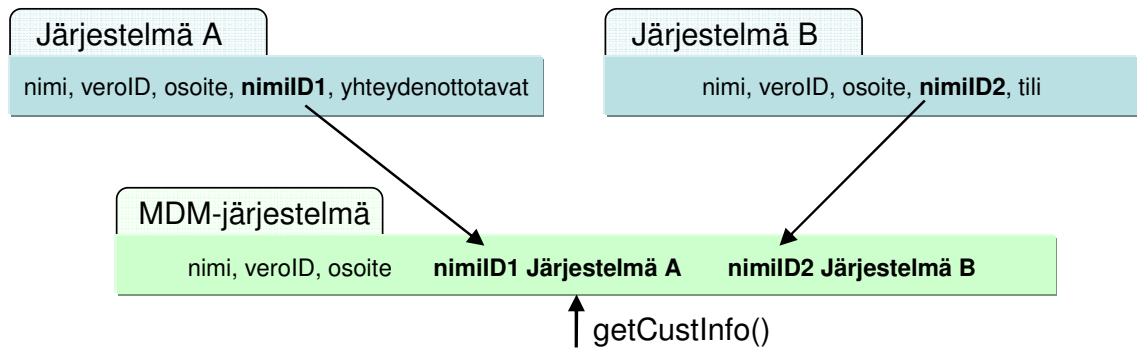 Järjestelmä A
nimi, veroID, osoite, nimiID1, yhteydenottotavat
Järjestelmä B
nimi, veroID, osoite, nimiID2, tili
MDM-järjestelmä
nimi, veroID, osoite nimiID1 Järjestelmä A nimiID2 Järjestelmä B
getCustInfo()